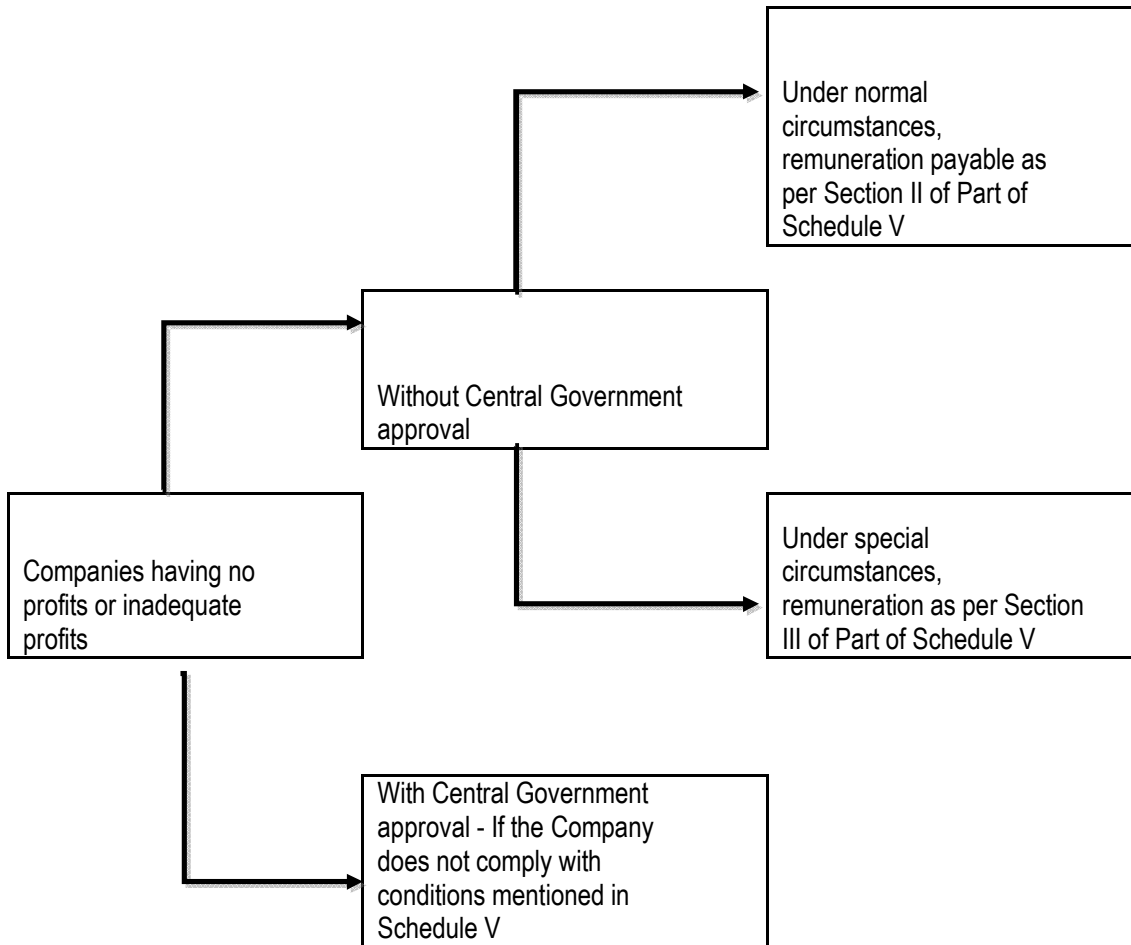 Under normal
circumstances,
remuneration payable as
per Section II of Part of
Schedule V
Without Central Government
approval
Companies having no
profits or inadequate
profits
Under special
circumstances,
remuneration as per Section
III of Part of Schedule V
With Central Government
approval - If the Company
does not comply with
conditions mentioned in
Schedule V